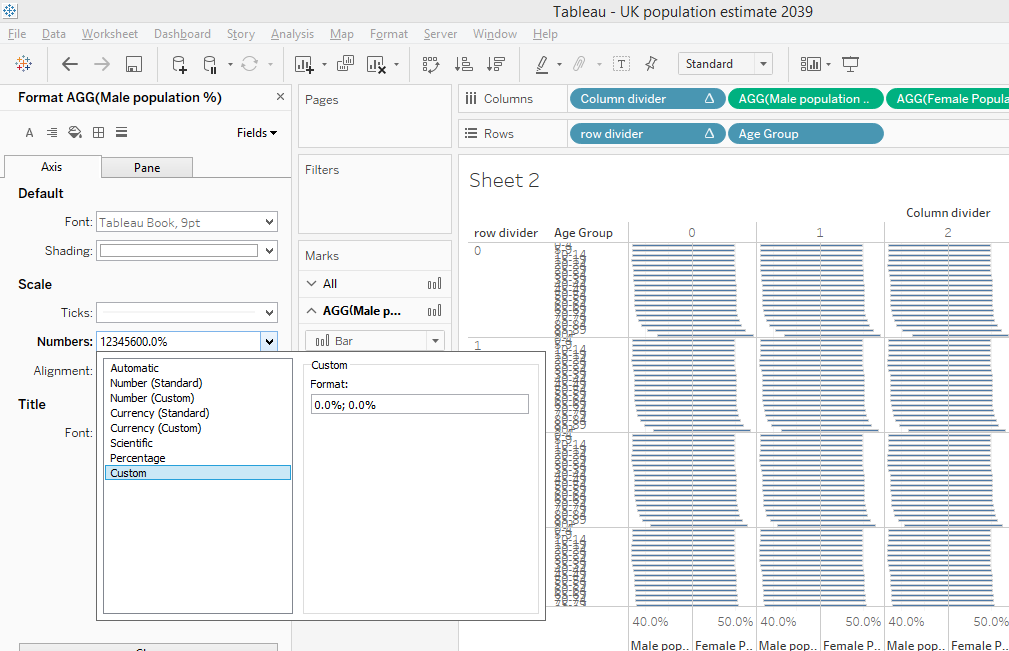 Tableau - UK population estimate 2039
File Data Worksheet Dashboard Story Analysis Map Format Server Window Help
Standard
Format AGG(Male population %)
Fields
Axis Pane
Default
Font: Tableau Book, 9pt
Shading:
Scale
Ticks:
Numbers: 12345600.0%
Alignment:
Title
Font:
Automatic
Number (Standard)
Number (Custom)
Currency (Standard)
Currency (Custom)
Scientific
Percentage
Custom
Custom
Format:
0.0%; 0.0%
Pages
Filters
Marks
All
AGG(Male p...
Bar
Columns Column divider Δ AGG(Male population .. AGG(Female Popula
Rows row divider Δ Age Group
Sheet 2
Column divider
row divider Age Group 0 1 2
0
1
40.0% 50.0% 40.0% 50.0% 40.0% 50.0%
Male pop.. Female P.. Male pop.. Female P.. Male pop.. Female P..